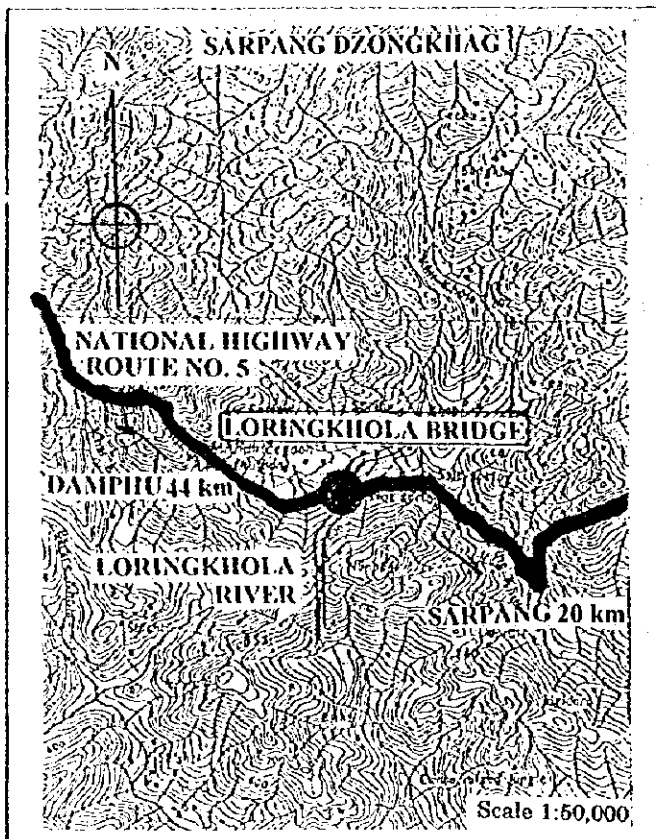 SARPANG DZONGKHAG
N
NATIONAL HIGHWAY
ROUTE NO. 5
LORINGKHOLA BRIDGE
DAMPHU 44 km
LORINGKHOLA
RIVER
SARPANG 20 km
Scale 1:50,000